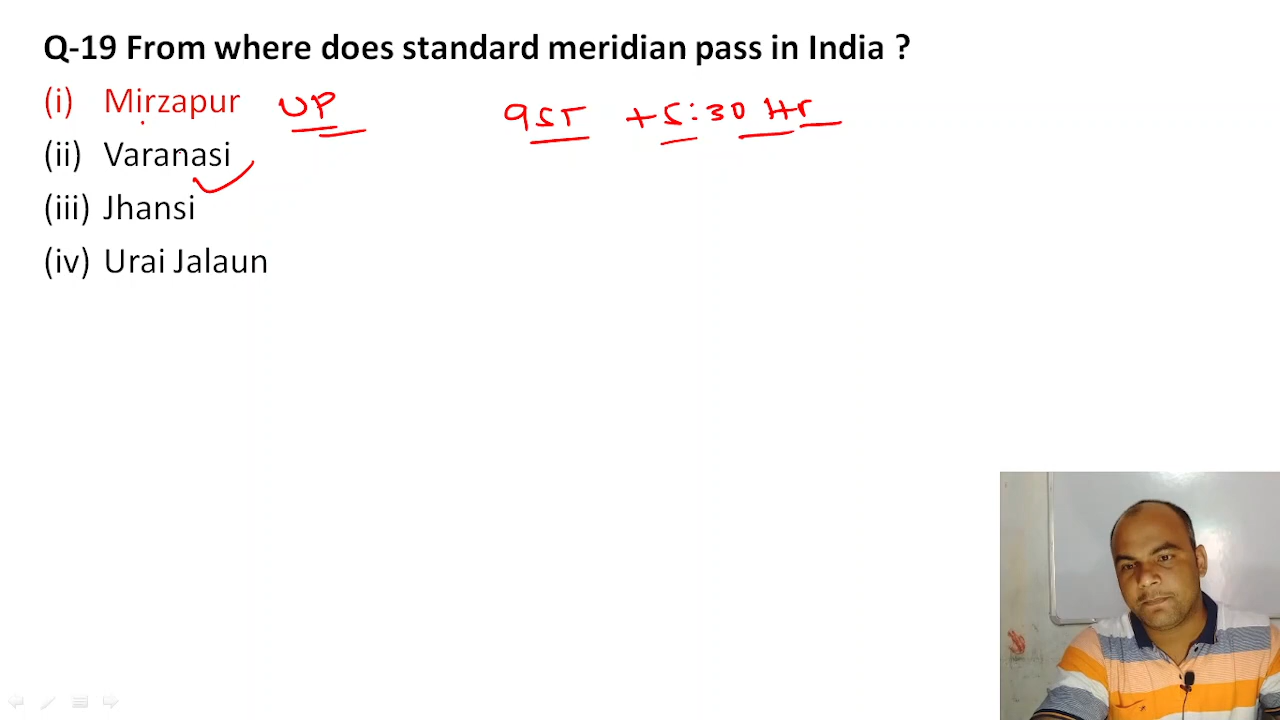 Q-19 From where does standard meridian pass in India ?
(i) Mirzapur UP IST +5:30 Hr
(ii) Varanasi
(iii) Jhansi
(iv) Urai Jalaun